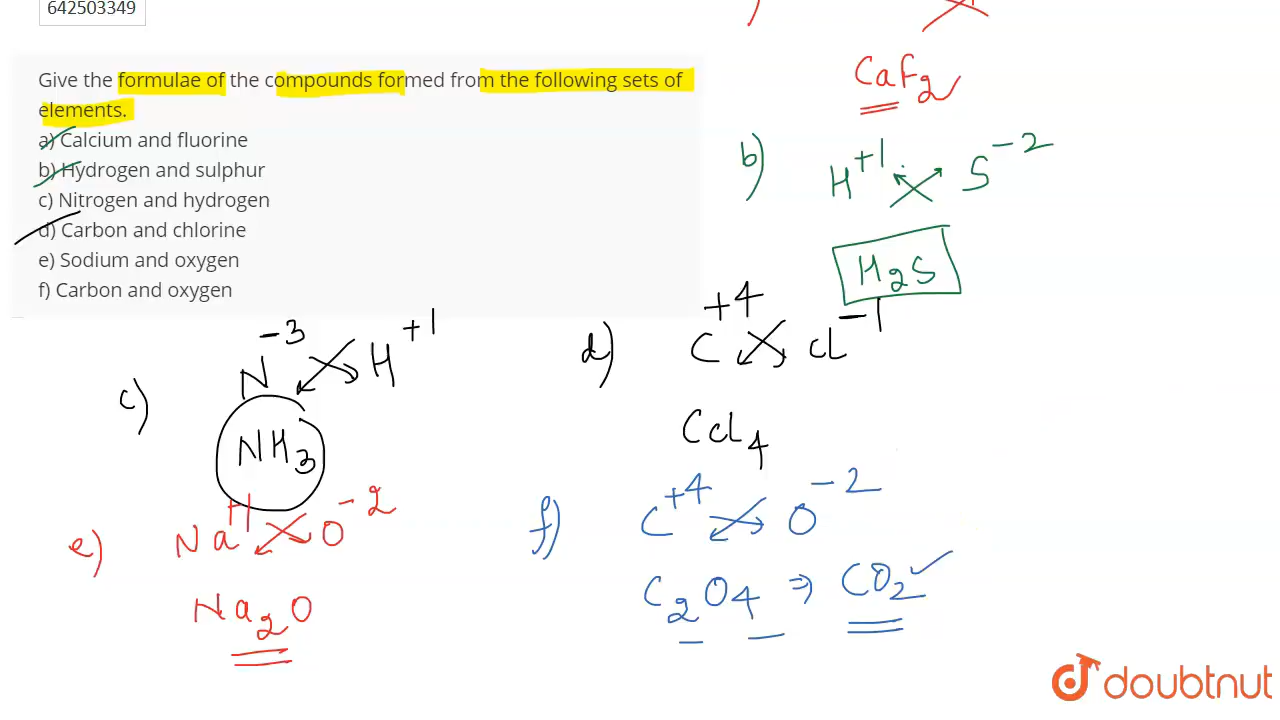 642503349
Give the formulae of the compounds formed from the following sets of
elements.
a) Calcium and fluorine
b) Hydrogen and sulphur
c) Nitrogen and hydrogen
d) Carbon and chlorine
e) Sodium and oxygen
f) Carbon and oxygen
CaF2
b) H+1 S-2
H2S
c) N-3 H+1
NH3
d) C+4 cl-1
Ccl4
e) Na+1 O-2
Na2O
f) C+4 O-2
C2O4 ⇒ CO2
doubtnut